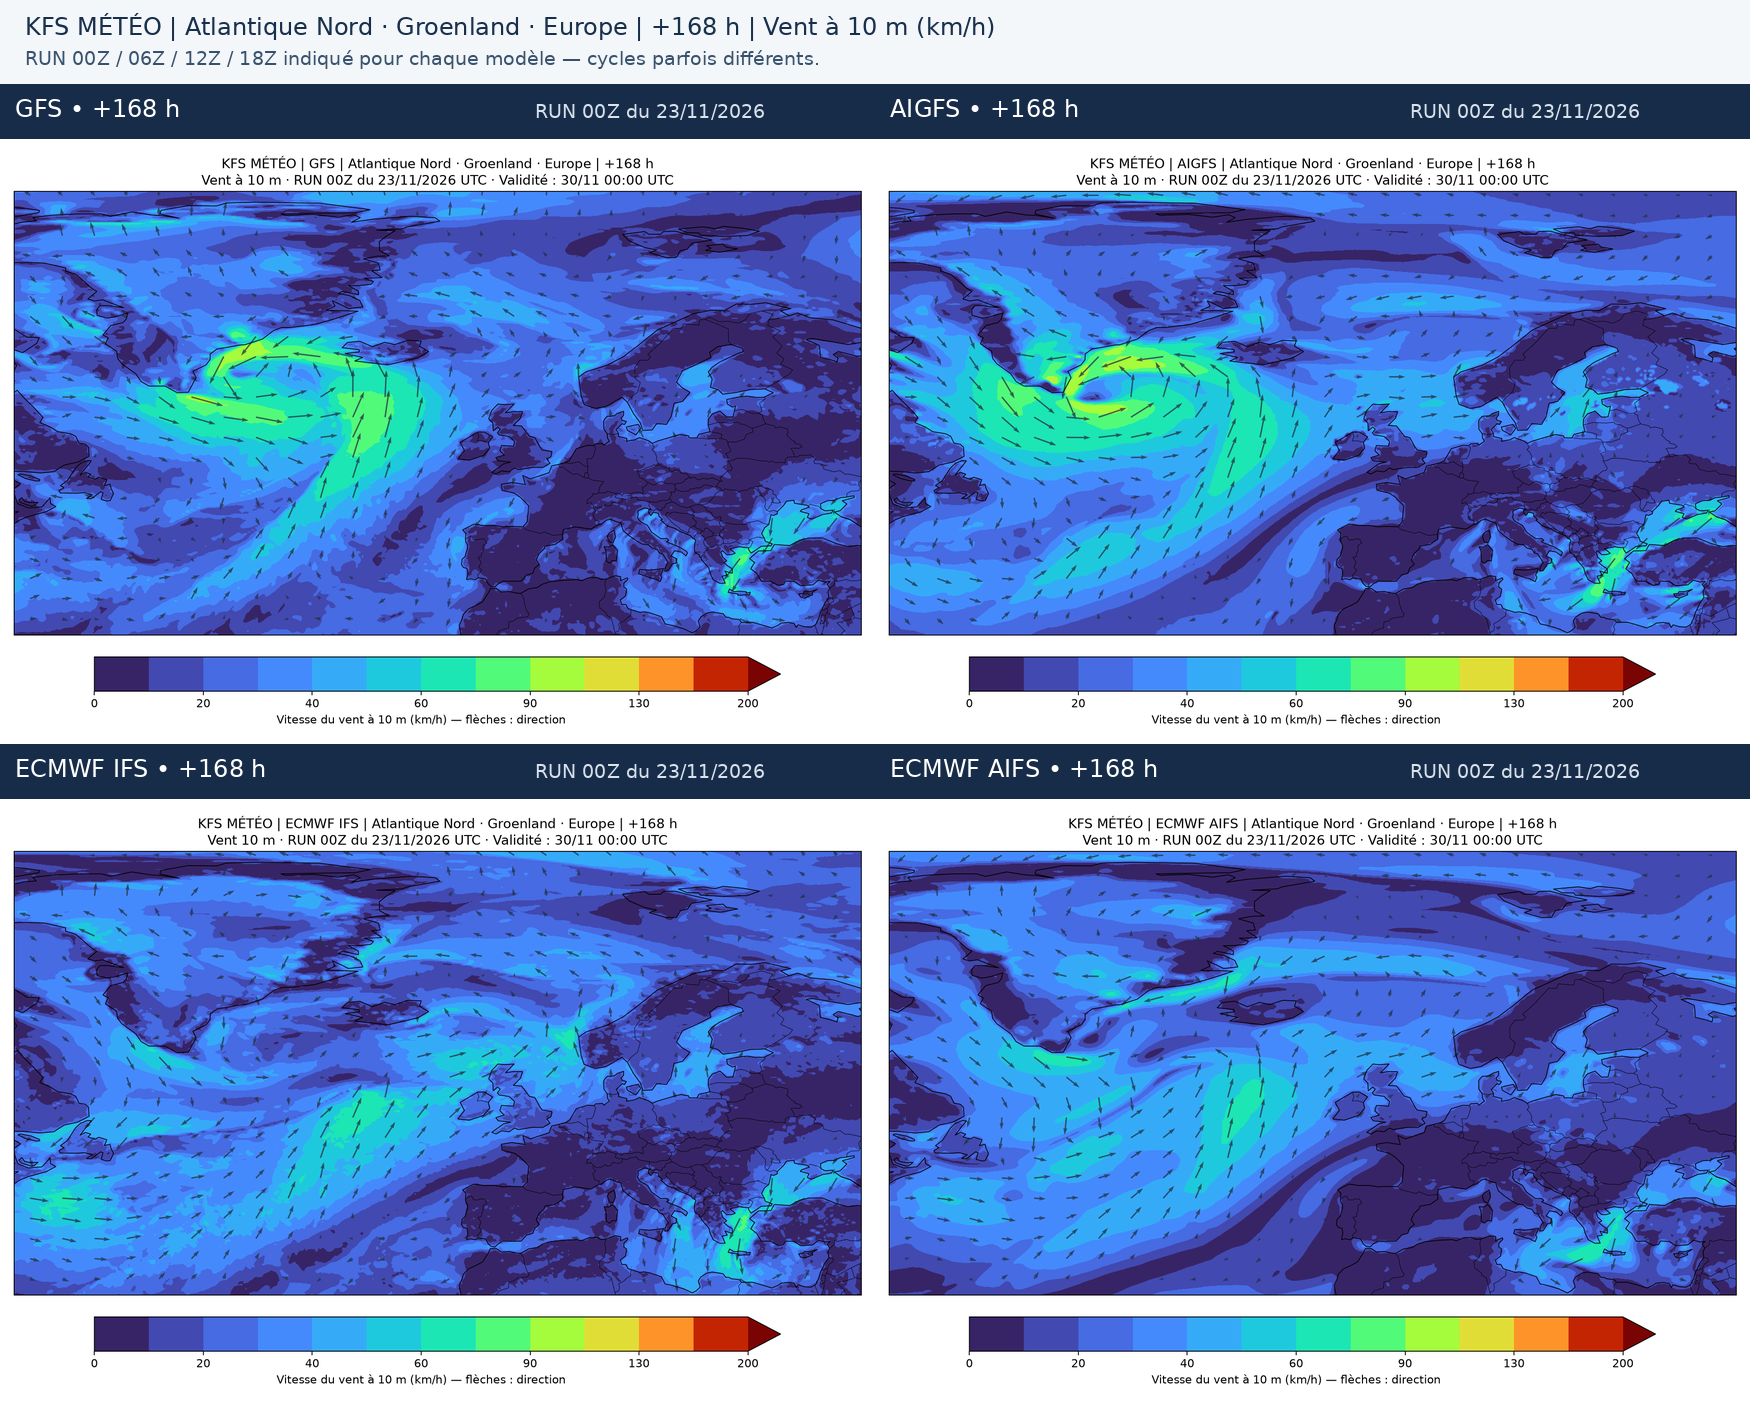 KFS MÉTÉO | Atlantique Nord · Groenland · Europe | +168 h | Vent à 10 m (km/h)
RUN 00Z / 06Z / 12Z / 18Z indiqué pour chaque modèle — cycles parfois différents.
GFS • +168 h RUN 00Z du 23/11/2026
KFS MÉTÉO | GFS | Atlantique Nord · Groenland · Europe | +168 h
Vent à 10 m · RUN 00Z du 23/11/2026 UTC · Validité : 30/11 00:00 UTC
0 20 40 60 90 130 200
Vitesse du vent à 10 m (km/h) — flèches : direction
AIGFS • +168 h RUN 00Z du 23/11/2026
KFS MÉTÉO | AIGFS | Atlantique Nord · Groenland · Europe | +168 h
Vent à 10 m · RUN 00Z du 23/11/2026 UTC · Validité : 30/11 00:00 UTC
0 20 40 60 90 130 200
Vitesse du vent à 10 m (km/h) — flèches : direction
ECMWF IFS • +168 h RUN 00Z du 23/11/2026
KFS MÉTÉO | ECMWF IFS | Atlantique Nord · Groenland · Europe | +168 h
Vent 10 m · RUN 00Z du 23/11/2026 UTC · Validité : 30/11 00:00 UTC
0 20 40 60 90 130 200
Vitesse du vent à 10 m (km/h) — flèches : direction
ECMWF AIFS • +168 h RUN 00Z du 23/11/2026
KFS MÉTÉO | ECMWF AIFS | Atlantique Nord · Groenland · Europe | +168 h
Vent 10 m · RUN 00Z du 23/11/2026 UTC · Validité : 30/11 00:00 UTC
0 20 40 60 90 130 200
Vitesse du vent à 10 m (km/h) — flèches : direction